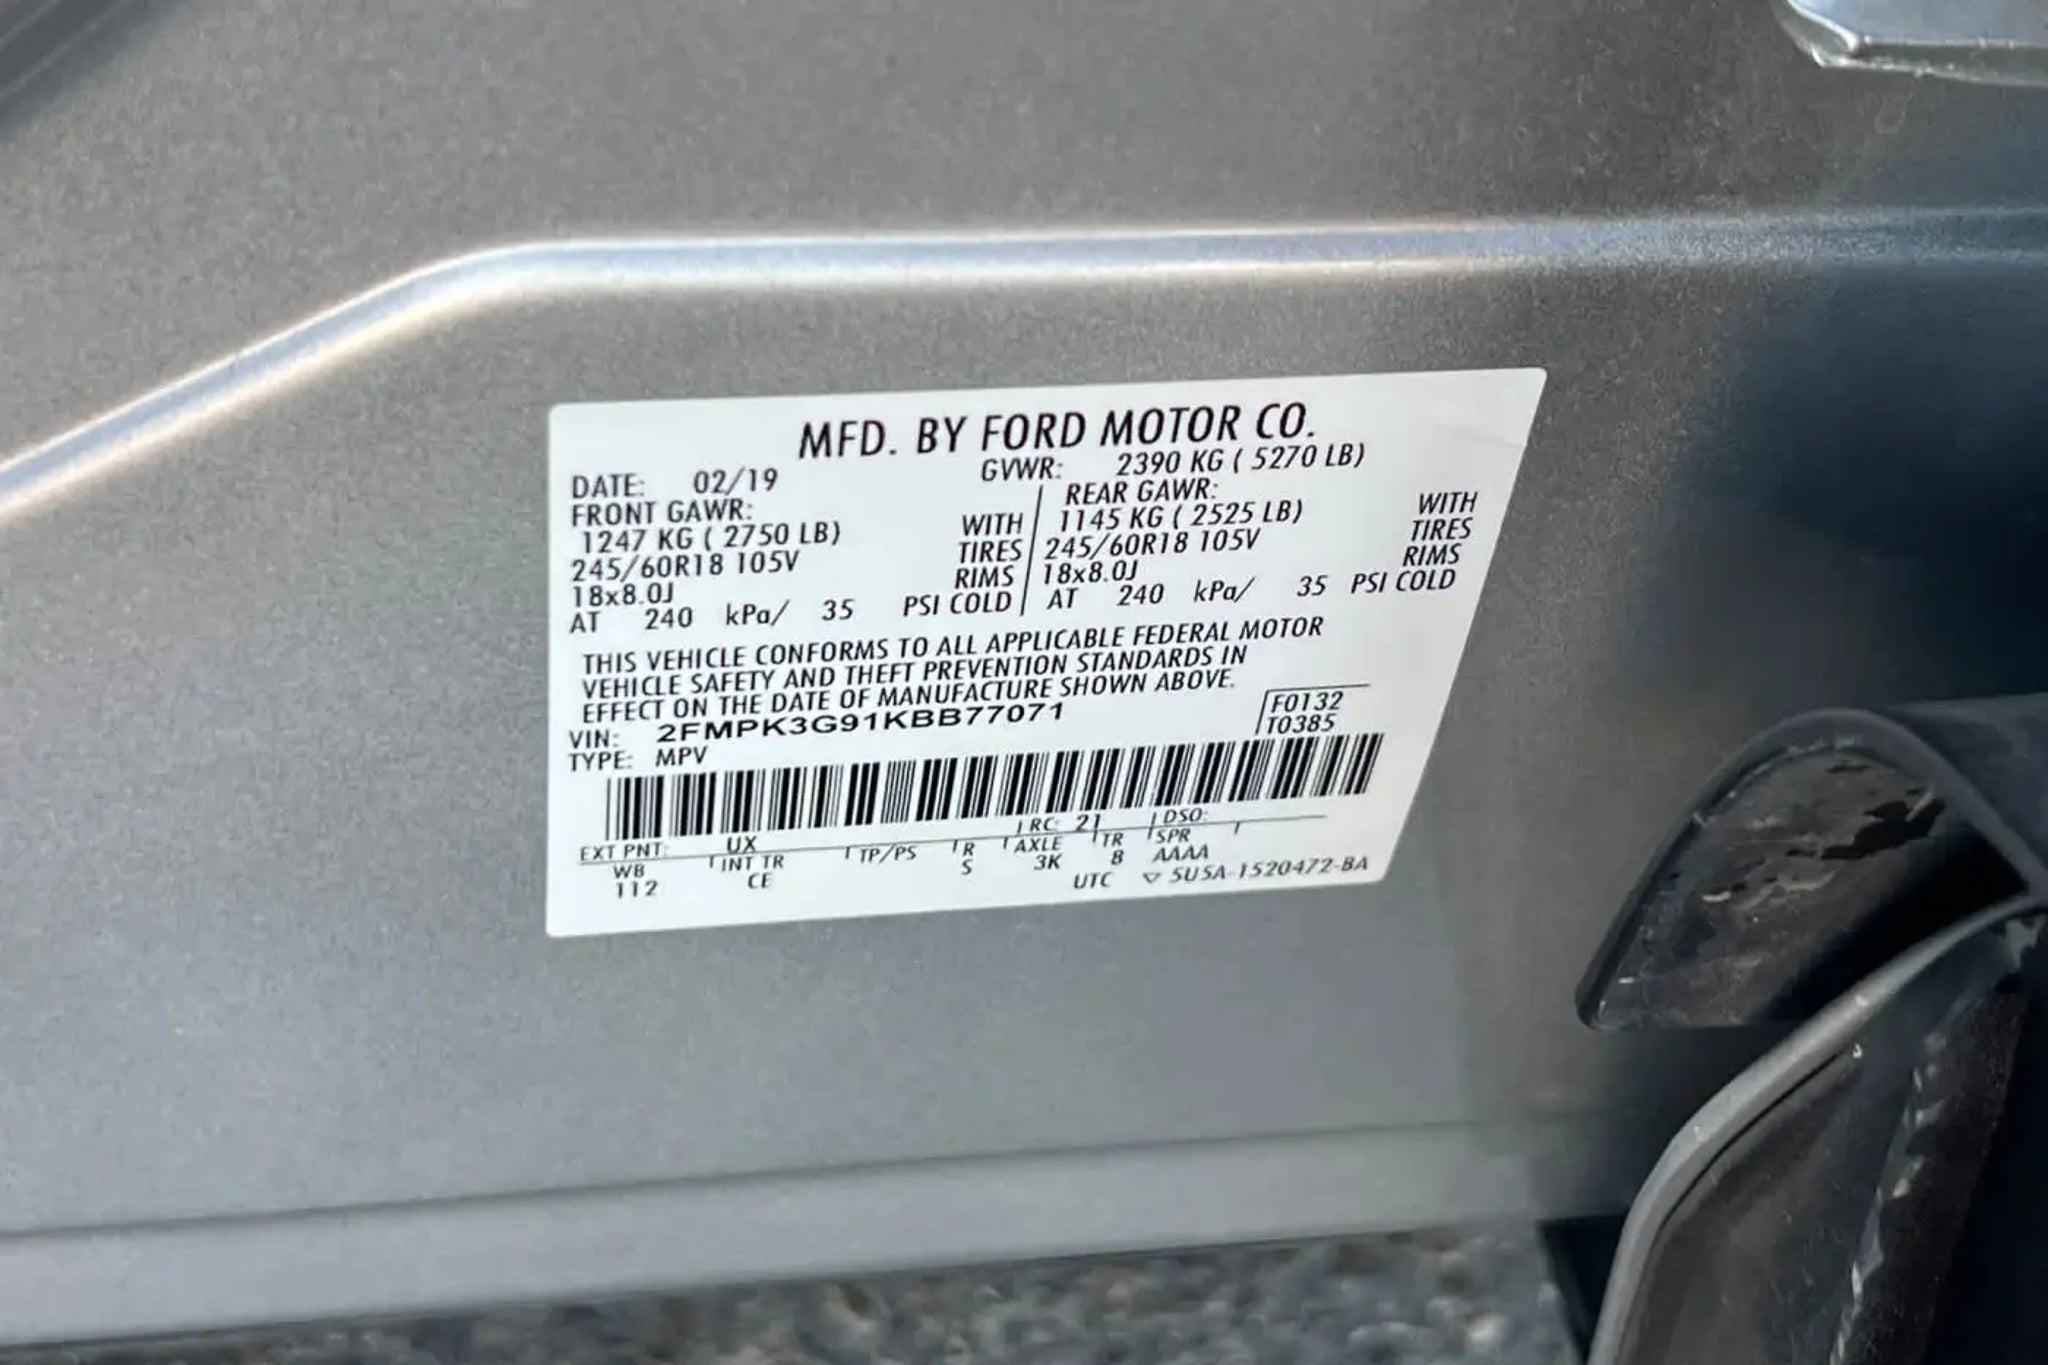 MFD. BY FORD MOTOR CO.
DATE: 02/19 GVWR: 2390 KG ( 5270 LB)
FRONT GAWR: REAR GAWR:
1247 KG ( 2750 LB) WITH 1145 KG ( 2525 LB) WITH
245/60R18 105V TIRES 245/60R18 105V TIRES
18x8.0J RIMS 18x8.0J RIMS
AT 240 kPa/ 35 PSI COLD AT 240 kPa/ 35 PSI COLD
THIS VEHICLE CONFORMS TO ALL APPLICABLE FEDERAL MOTOR
VEHICLE SAFETY AND THEFT PREVENTION STANDARDS IN
EFFECT ON THE DATE OF MANUFACTURE SHOWN ABOVE.
VIN: 2FMPK3G91KBB77071 F0132
TYPE: MPV T0385
EXT PNT: UX RC: 21 DSO:
WB INT TR TP/PS R AXLE TR SPR
112 CE S 3K 8 AAAA
UTC ▽ 5U5A-1520472-BA